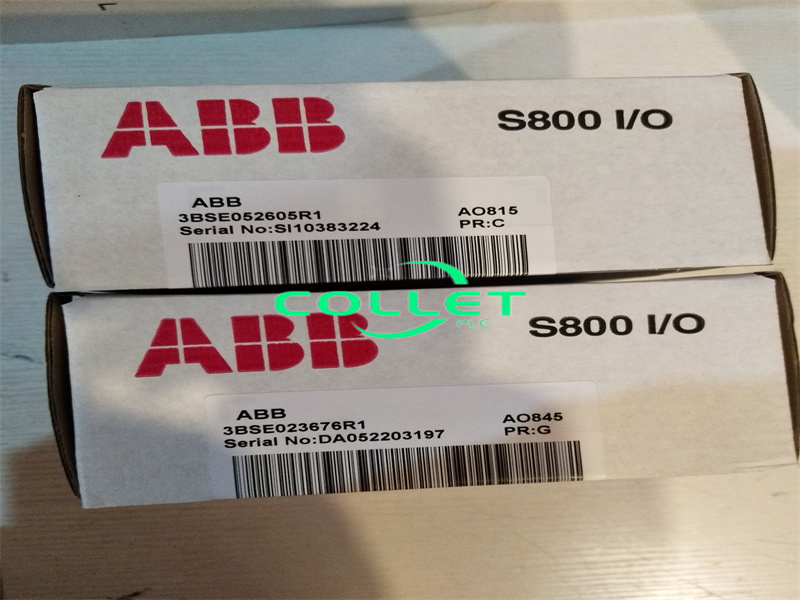 ABB
S800 I/O
ABB
3BSE052605R1
AO815
Serial No:SI10383224
PR:C
COLLET
PLC
ABB
S800 I/O
ABB
3BSE023676R1
AO845
Serial No:DA052203197
PR:G